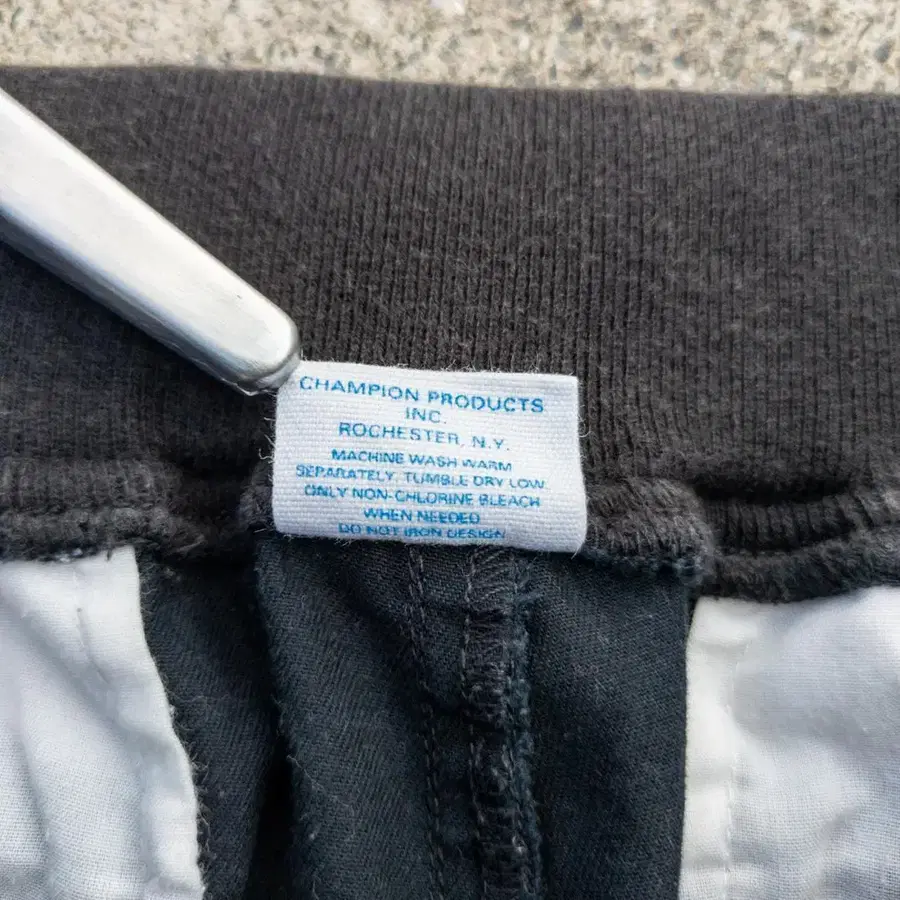 CHAMPION PRODUCTS
INC.
ROCHESTER, N.Y.
MACHINE WASH WARM
SEPARATELY. TUMBLE DRY LOW.
ONLY NON-CHLORINE BLEACH
WHEN NEEDED
DO NOT IRON DESIGN